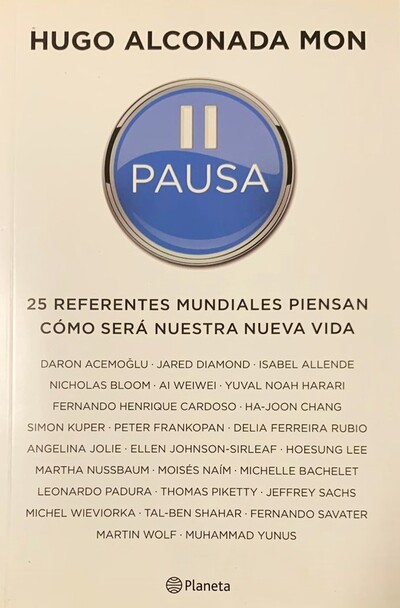 HUGO ALCONADA MON
PAUSA
25 REFERENTES MUNDIALES PIENSAN
CÓMO SERÁ NUESTRA NUEVA VIDA
DARON ACEMOĞLU · JARED DIAMOND · ISABEL ALLENDE
NICHOLAS BLOOM · AI WEIWEI · YUVAL NOAH HARARI
FERNANDO HENRIQUE CARDOSO · HA-JOON CHANG
SIMON KUPER · PETER FRANKOPAN · DELIA FERREIRA RUBIO
ANGELINA JOLIE · ELLEN JOHNSON-SIRLEAF · HOESUNG LEE
MARTHA NUSSBAUM · MOISÉS NAÍM · MICHELLE BACHELET
LEONARDO PADURA · THOMAS PIKETTY · JEFFREY SACHS
MICHEL WIEVIORKA · TAL-BEN SHAHAR · FERNANDO SAVATER
MARTIN WOLF · MUHAMMAD YUNUS
Planeta